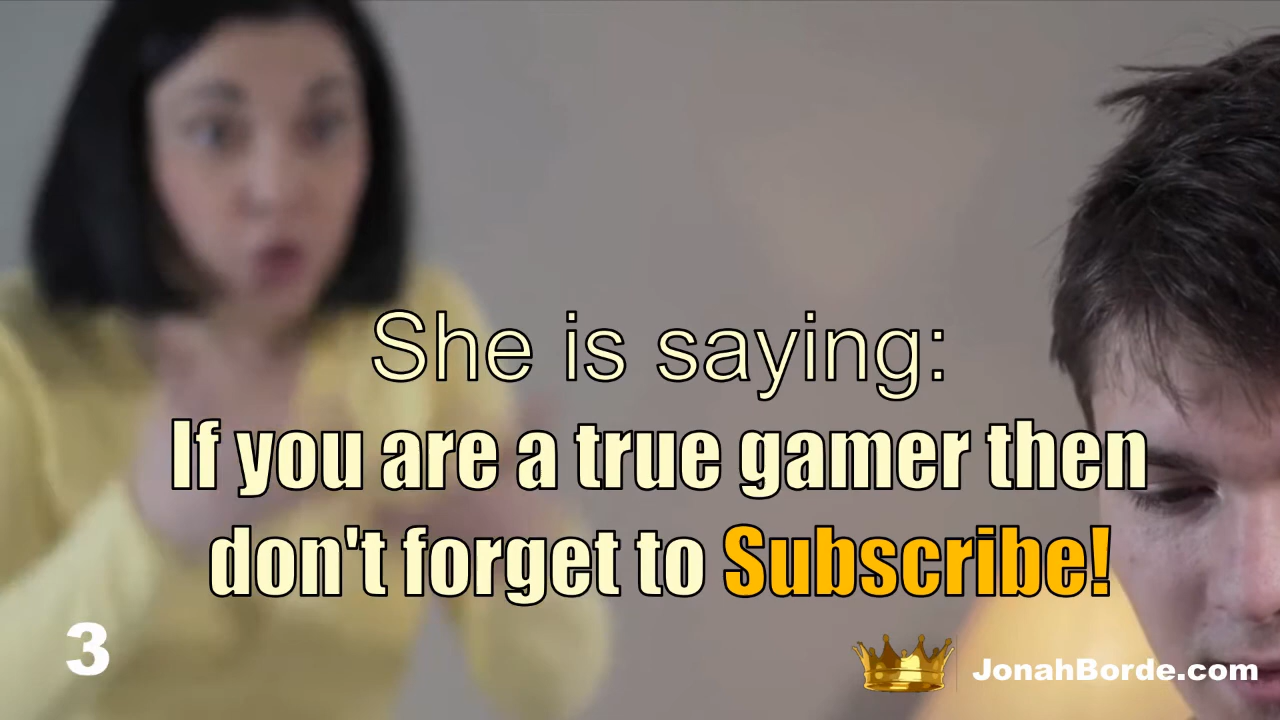 She is saying:
If you are a true gamer then
don't forget to Subscribe!
3
JonahBorde.com